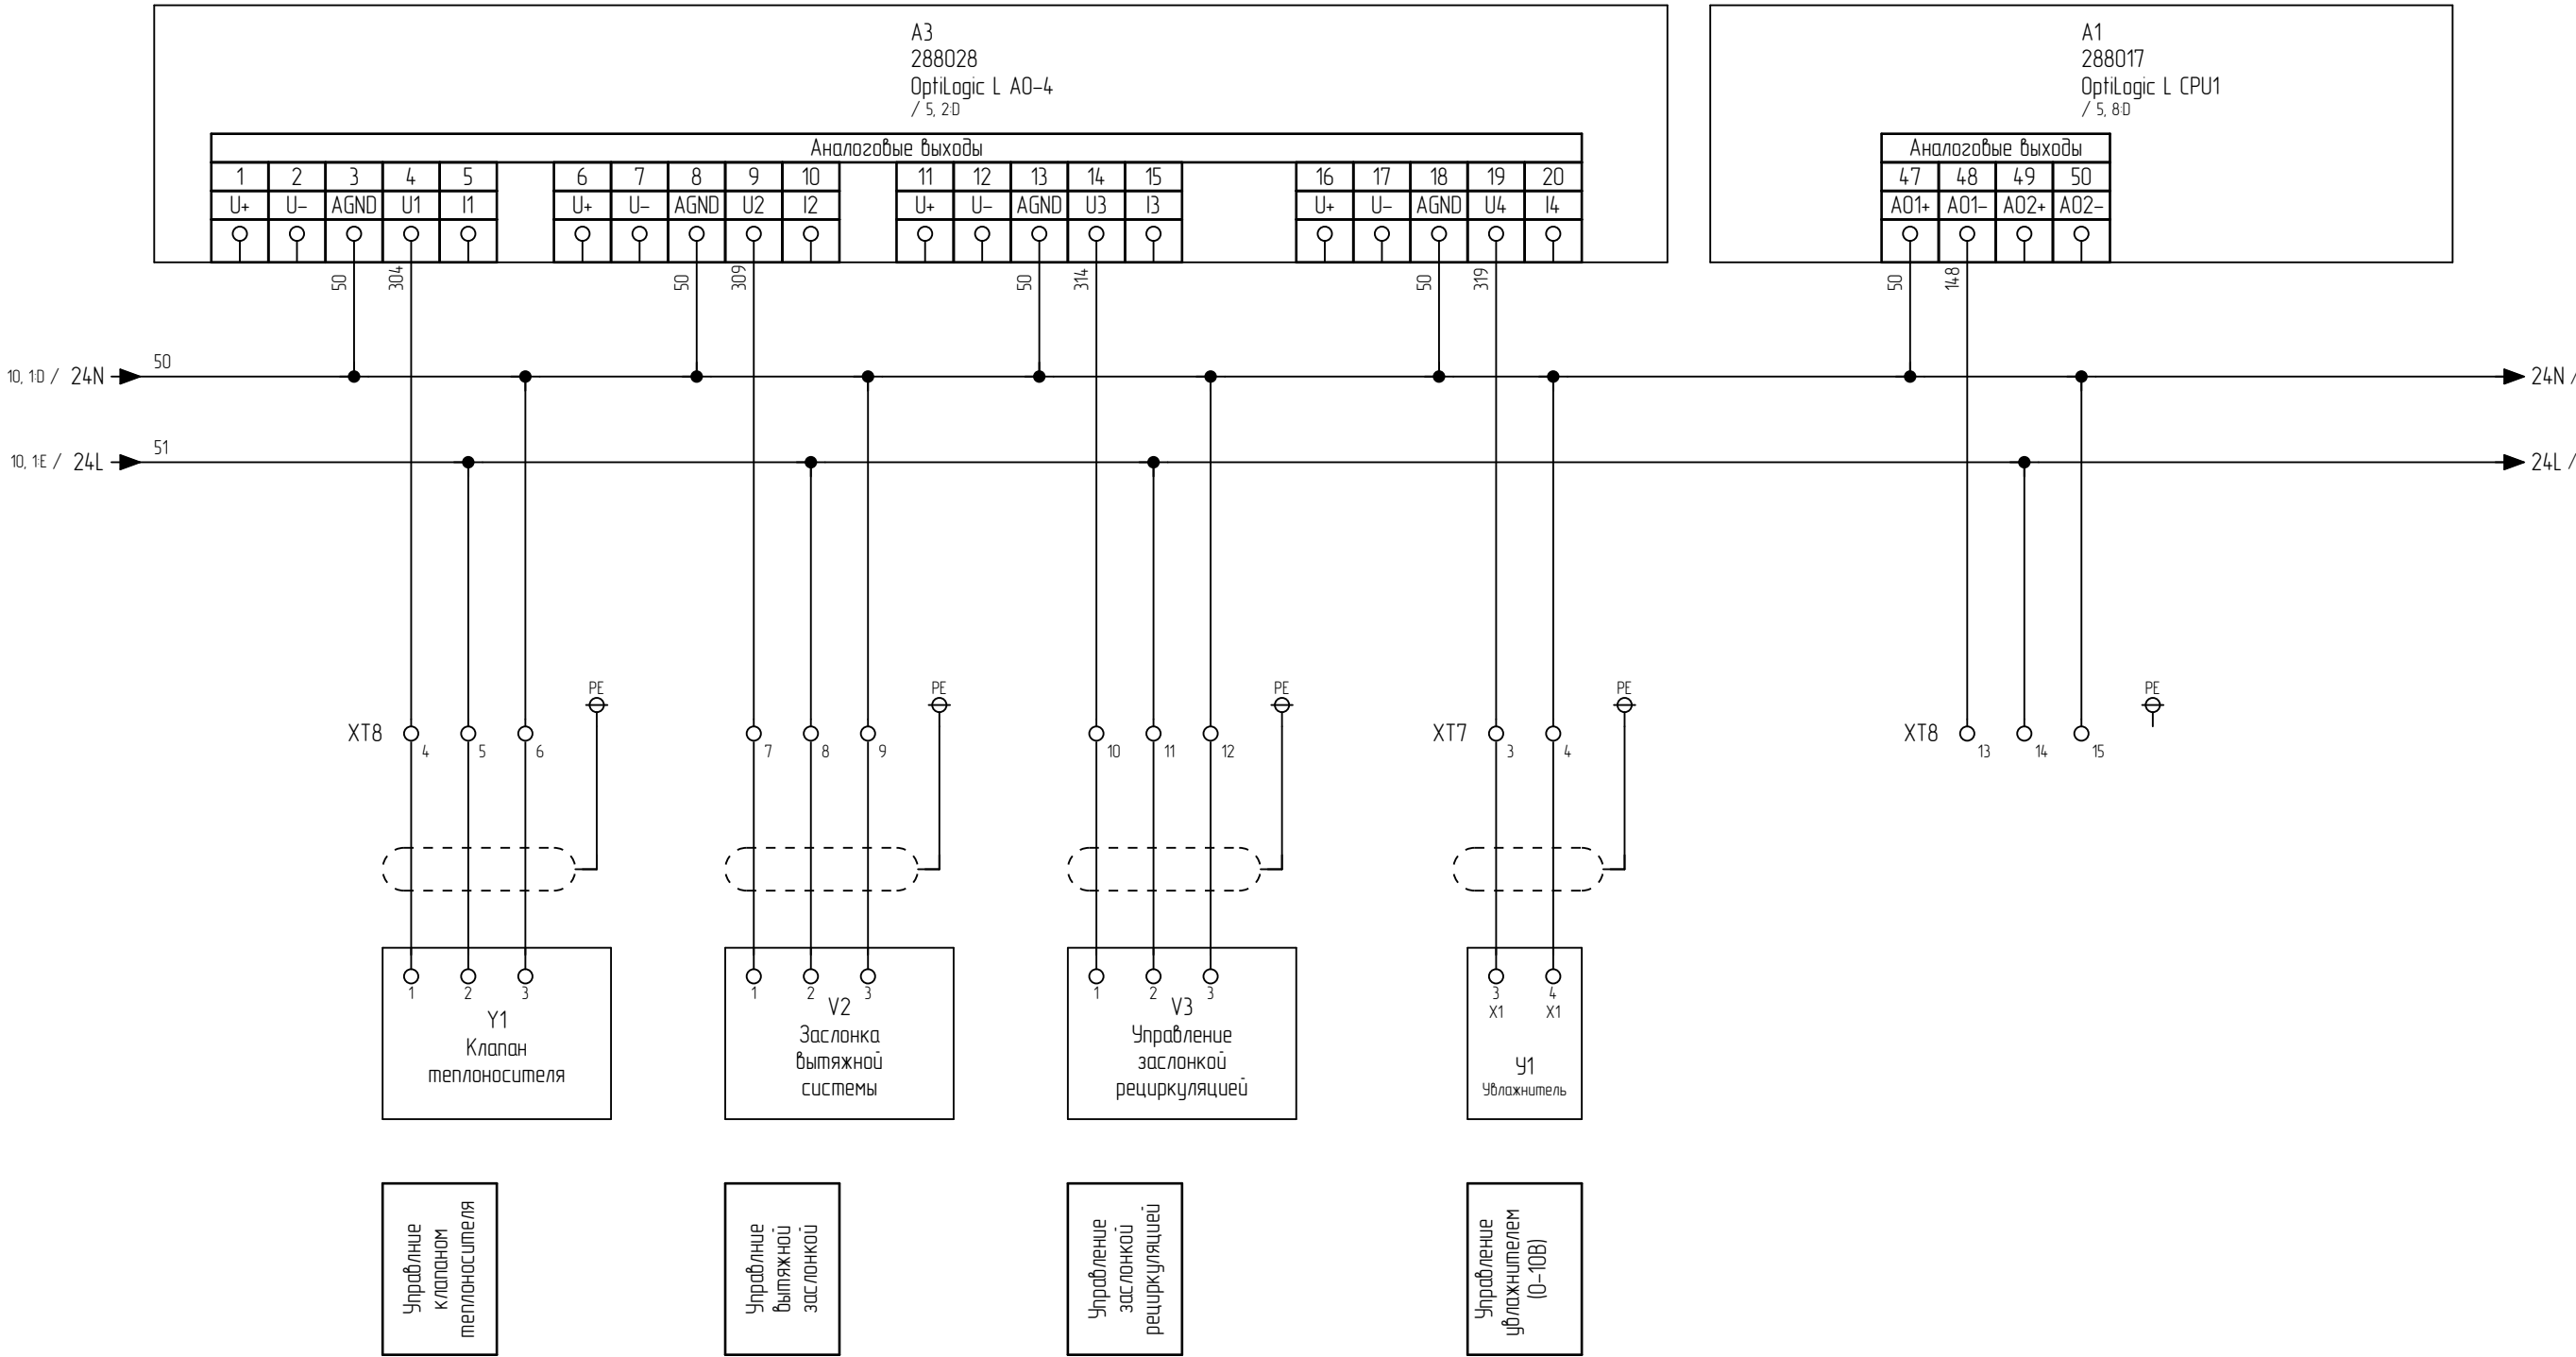 А3
288028
OptiLogic L AO-4
/ 5, 2:D
А1
288017
OptiLogic L CPU1
/ 5, 8:D
Аналоговые выходы
1 2 3 4 5 6 7 8 9 10 11 12 13 14 15 16 17 18 19 20
U+ U- AGND U1 I1 U+ U- AGND U2 I2 U+ U- AGND U3 I3 U+ U- AGND U4 I4
Аналоговые выходы
47 48 49 50
AO1+ AO1- AO2+ AO2-
50 304 50 309 50 314 50 319 50 148
10, 1:D / 24N 50 24N /
10, 1:E / 24L 51 24L /
PE PE PE PE PE
XT8 4 5 6 7 8 9 10 11 12 XT7 3 4 XT8 13 14 15
1 2 3
Y1
Клапан
теплоносителя
1 2 3
V2
Заслонка
вытяжной
системы
1 2 3
V3
Управление
заслонкой
рециркуляцией
3 4
X1 X1
У1
Увлажнитель
Управлние
клапаном
теплоносителя
Управлние
вытяжной
заслонкой
Управление
заслонкой
рециркуляцией
Управление
увлажнителем
(0-10В)